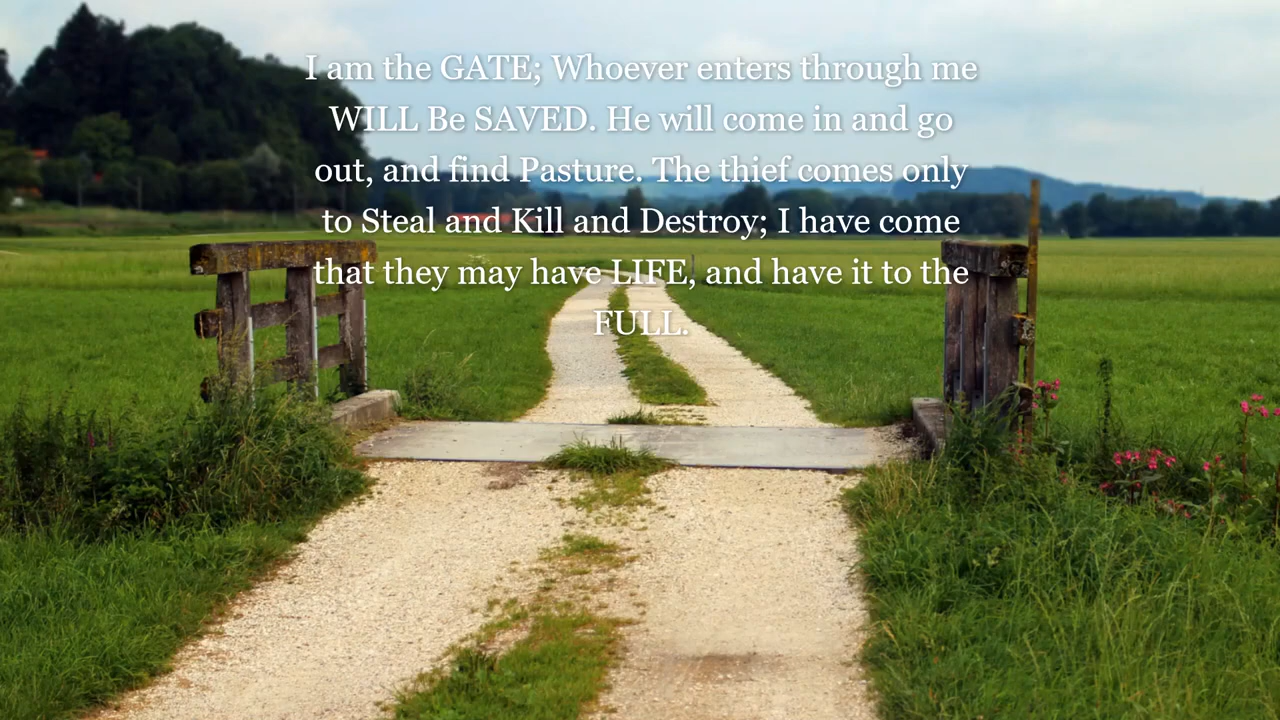 I am the GATE; Whoever enters through me
WILL Be SAVED. He will come in and go
out, and find Pasture. The thief comes only
to Steal and Kill and Destroy; I have come
that they may have LIFE, and have it to the
FULL.